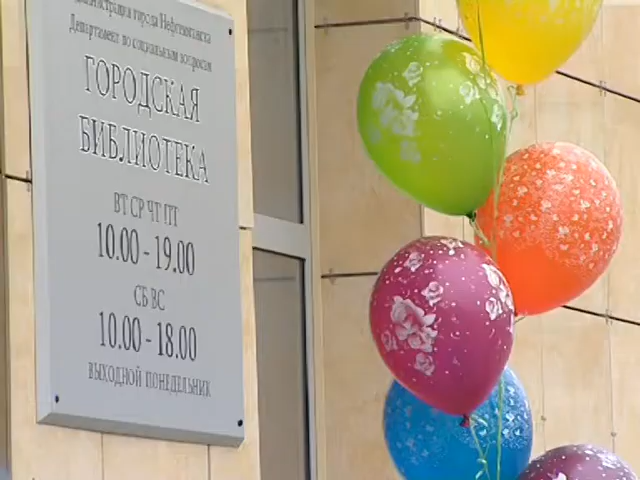 Администрация города Нефтеюганска
Департамент по социальным вопросам
ГОРОДСКАЯ
БИБЛИОТЕКА
ВТ СР ЧТ ПТ
10.00 - 19.00
СБ ВС
10.00 - 18.00
ВЫХОДНОЙ ПОНЕДЕЛЬНИК